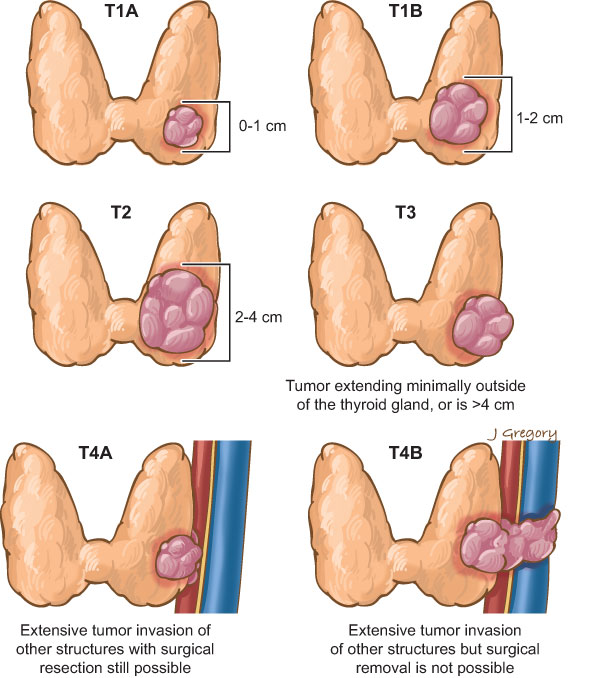 T1A
0-1 cm
T1B
1-2 cm
T2
2-4 cm
T3
Tumor extending minimally outside
of the thyroid gland, or is >4 cm
J Gregory
T4A
Extensive tumor invasion of
other structures with surgical
resection still possible
T4B
Extensive tumor invasion
of other structures but surgical
removal is not possible